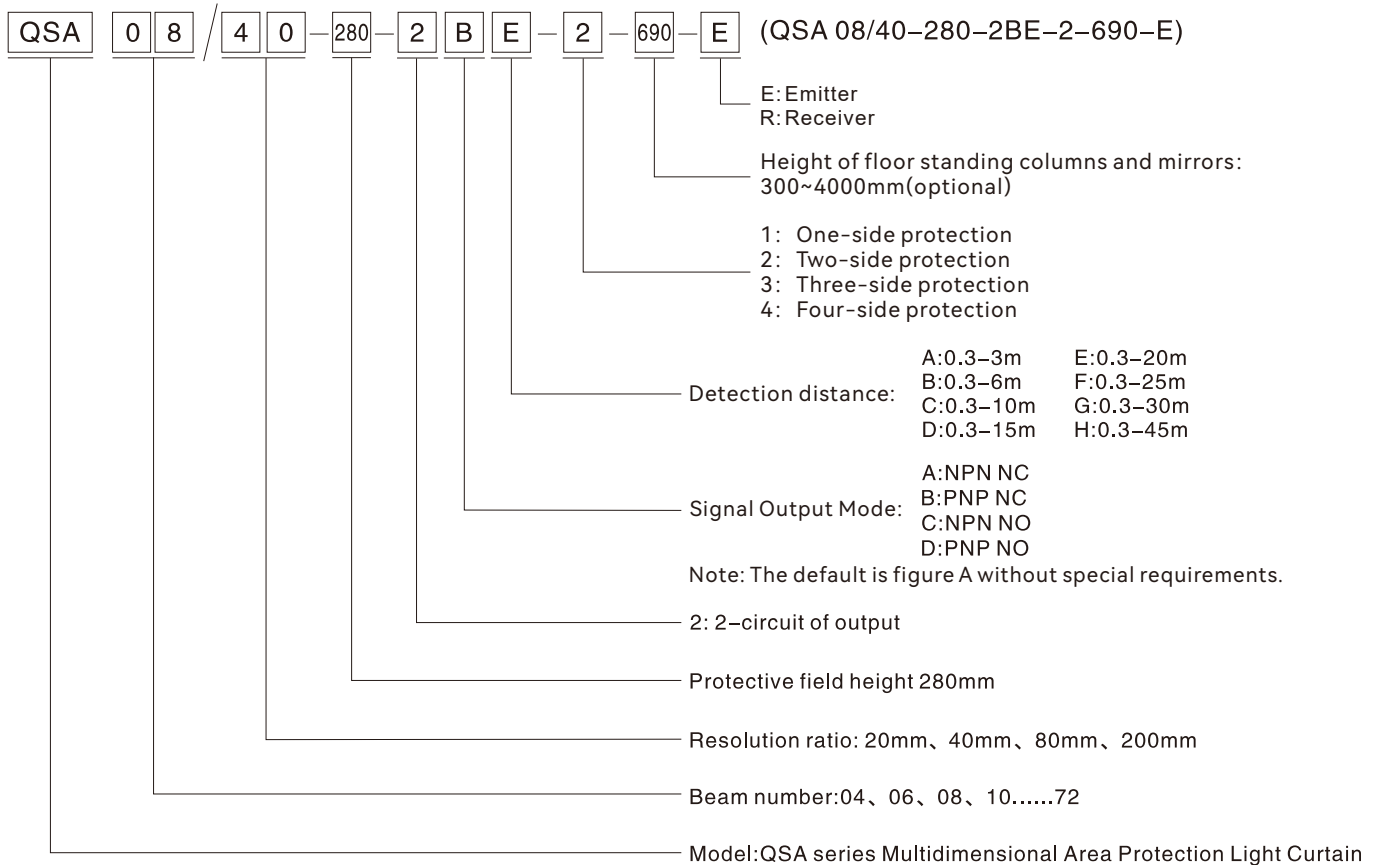 QSA 0 8 / 4 0 – 280 – 2 B E – 2 – 690 – E (QSA 08/40–280–2BE–2–690–E)
E:Emitter
R:Receiver
Height of floor standing columns and mirrors:
300~4000mm(optional)
1: One-side protection
2: Two-side protection
3: Three-side protection
4: Four-side protection
Detection distance:
A:0.3–3m E:0.3–20m
B:0.3–6m F:0.3–25m
C:0.3–10m G:0.3–30m
D:0.3–15m H:0.3–45m
Signal Output Mode:
A:NPN NC
B:PNP NC
C:NPN NO
D:PNP NO
Note: The default is figure A without special requirements.
2: 2–circuit of output
Protective field height 280mm
Resolution ratio: 20mm、40mm、80mm、200mm
Beam number:04、06、08、10......72
Model:QSA series Multidimensional Area Protection Light Curtain